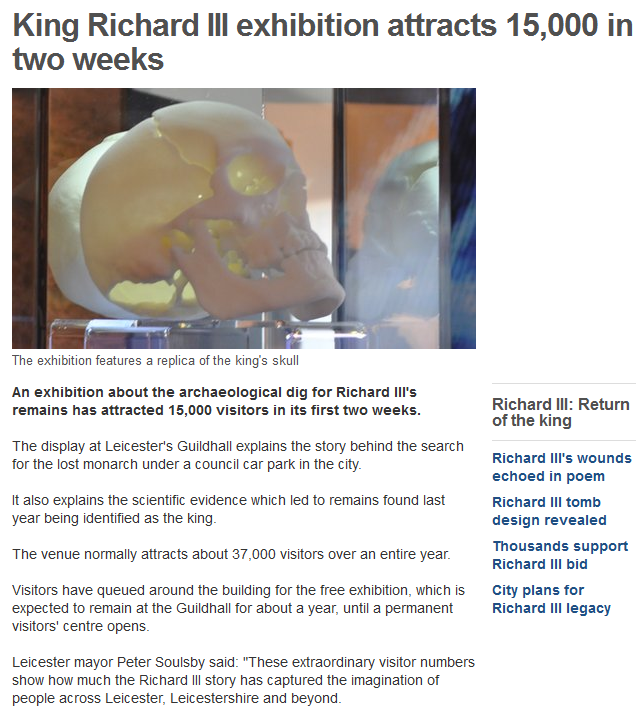 King Richard III exhibition attracts 15,000 in
two weeks
The exhibition features a replica of the king's skull
An exhibition about the archaeological dig for Richard III's
remains has attracted 15,000 visitors in its first two weeks.
The display at Leicester's Guildhall explains the story behind the search
for the lost monarch under a council car park in the city.
It also explains the scientific evidence which led to remains found last
year being identified as the king.
The venue normally attracts about 37,000 visitors over an entire year.
Visitors have queued around the building for the free exhibition, which is
expected to remain at the Guildhall for about a year, until a permanent
visitors' centre opens.
Leicester mayor Peter Soulsby said: "These extraordinary visitor numbers
show how much the Richard III story has captured the imagination of
people across Leicester, Leicestershire and beyond.
Richard III: Return
of the king
Richard III's wounds
echoed in poem
Richard III tomb
design revealed
Thousands support
Richard III bid
City plans for
Richard III legacy